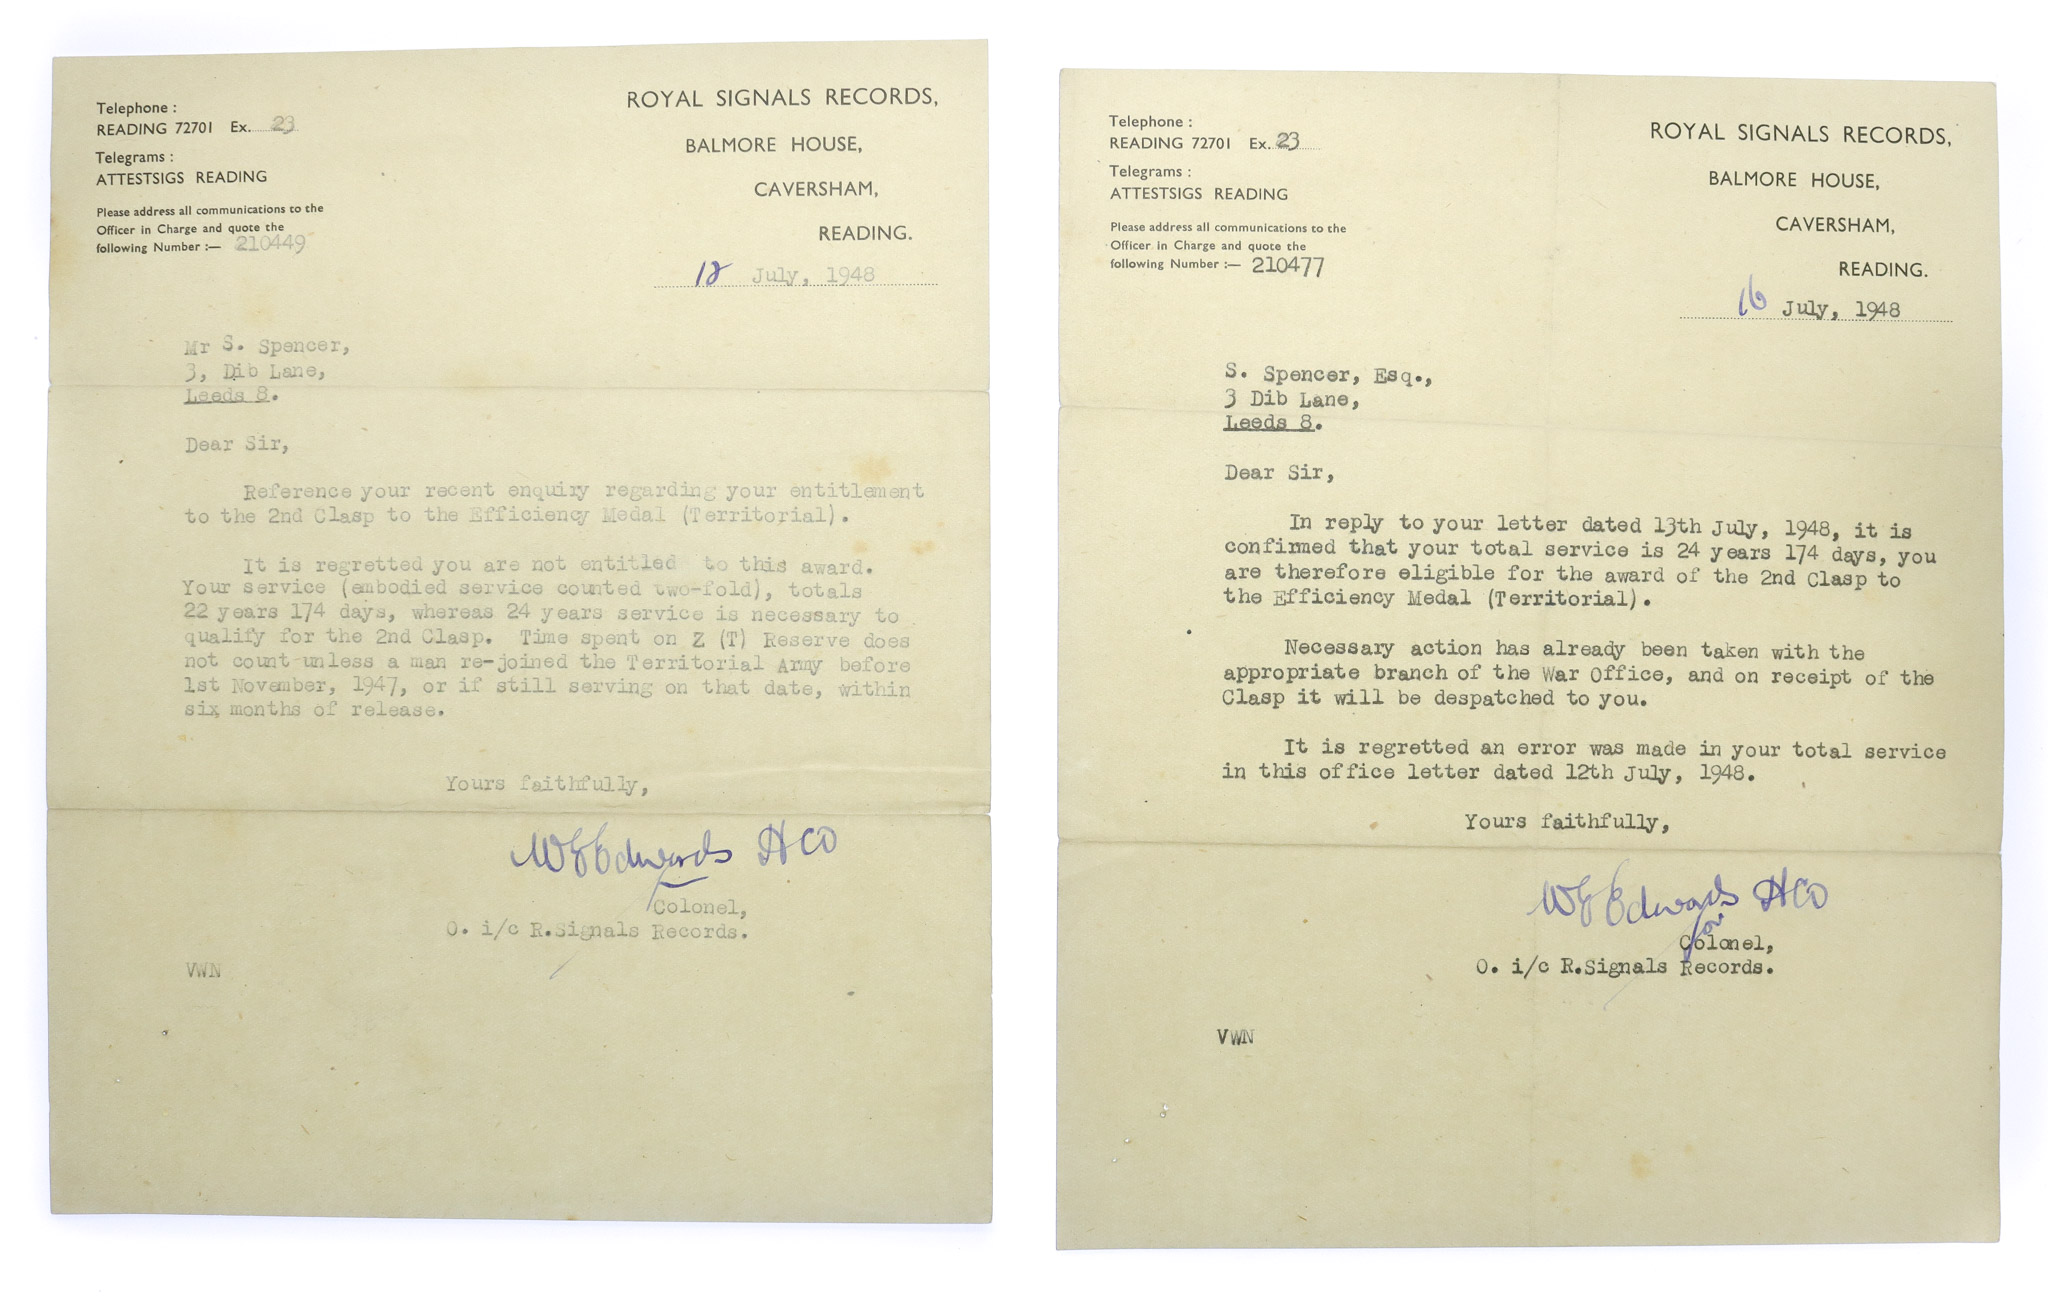 Telephone :
READING 72701 Ex. 23
Telegrams :
ATTESTSIGS READING
Please address all communications to the
Officer in Charge and quote the
following Number :— 210449
ROYAL SIGNALS RECORDS,
BALMORE HOUSE,
CAVERSHAM,
READING.
12 July, 1948
Mr S. Spencer,
3, Dib Lane,
Leeds 8.
Dear Sir,
Reference your recent enquiry regarding your entitlement
to the 2nd Clasp to the Efficiency Medal (Territorial).
It is regretted you are not entitled to this award.
Your service (embodied service counted two-fold), totals
22 years 174 days, whereas 24 years service is necessary to
qualify for the 2nd Clasp. Time spent on Z (T) Reserve does
not count unless a man re-joined the Territorial Army before
1st November, 1947, or if still serving on that date, within
six months of release.
Yours faithfully,
W E Edwards
Colonel,
O. i/c R.Signals Records.
VWN
Telephone :
READING 72701 Ex. 23
Telegrams :
ATTESTSIGS READING
Please address all communications to the
Officer in Charge and quote the
following Number :— 210477
ROYAL SIGNALS RECORDS,
BALMORE HOUSE,
CAVERSHAM,
READING.
16 July, 1948
S. Spencer, Esq.,
3 Dib Lane,
Leeds 8.
Dear Sir,
In reply to your letter dated 13th July, 1948, it is
confirmed that your total service is 24 years 174 days, you
are therefore eligible for the award of the 2nd Clasp to
the Efficiency Medal (Territorial).
Necessary action has already been taken with the
appropriate branch of the War Office, and on receipt of the
Clasp it will be despatched to you.
It is regretted an error was made in your total service
in this office letter dated 12th July, 1948.
Yours faithfully,
W E Edwards
for
Colonel,
O. i/c R.Signals Records.
VWN